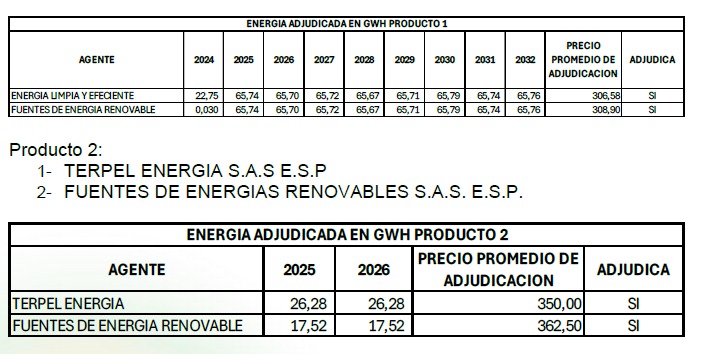 ENERGIA ADJUDICADA EN GWH PRODUCTO 1
AGENTE 2024 2025 2026 2027 2028 2029 2030 2031 2032 PRECIO PROMEDIO DE ADJUDICACION ADJUDICA
ENERGIA LIMPIA Y EFECIENTE 22,75 65,74 65,70 65,72 65,67 65,71 65,79 65,74 65,76 306,58 SI
FUENTES DE ENERGIA RENOVABLE 0,030 65,74 65,70 65,72 65,67 65,71 65,79 65,74 65,76 308,90 SI
Producto 2:
1- TERPEL ENERGIA S.A.S E.S.P
2- FUENTES DE ENERGIAS RENOVABLES S.A.S. E.S.P.
ENERGIA ADJUDICADA EN GWH PRODUCTO 2
AGENTE 2025 2026 PRECIO PROMEDIO DE ADJUDICACION ADJUDICA
TERPEL ENERGIA 26,28 26,28 350,00 SI
FUENTES DE ENERGIA RENOVABLE 17,52 17,52 362,50 SI